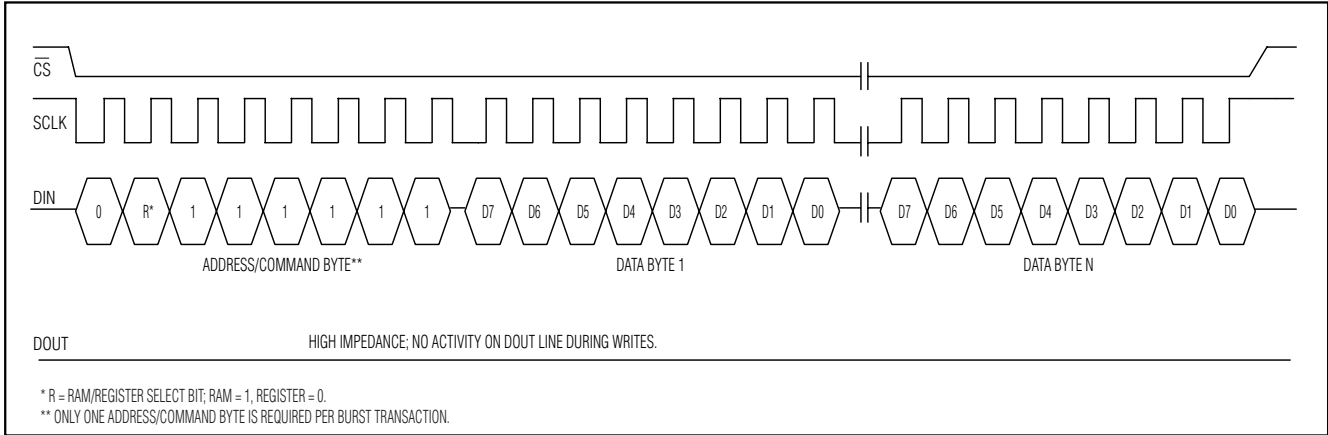 CS
SCLK
DIN 0 R* 1 1 1 1 1 1 D7 D6 D5 D4 D3 D2 D1 D0 D7 D6 D5 D4 D3 D2 D1 D0
ADDRESS/COMMAND BYTE** DATA BYTE 1 DATA BYTE N
DOUT HIGH IMPEDANCE; NO ACTIVITY ON DOUT LINE DURING WRITES.
* R = RAM/REGISTER SELECT BIT; RAM = 1, REGISTER = 0.
** ONLY ONE ADDRESS/COMMAND BYTE IS REQUIRED PER BURST TRANSACTION.